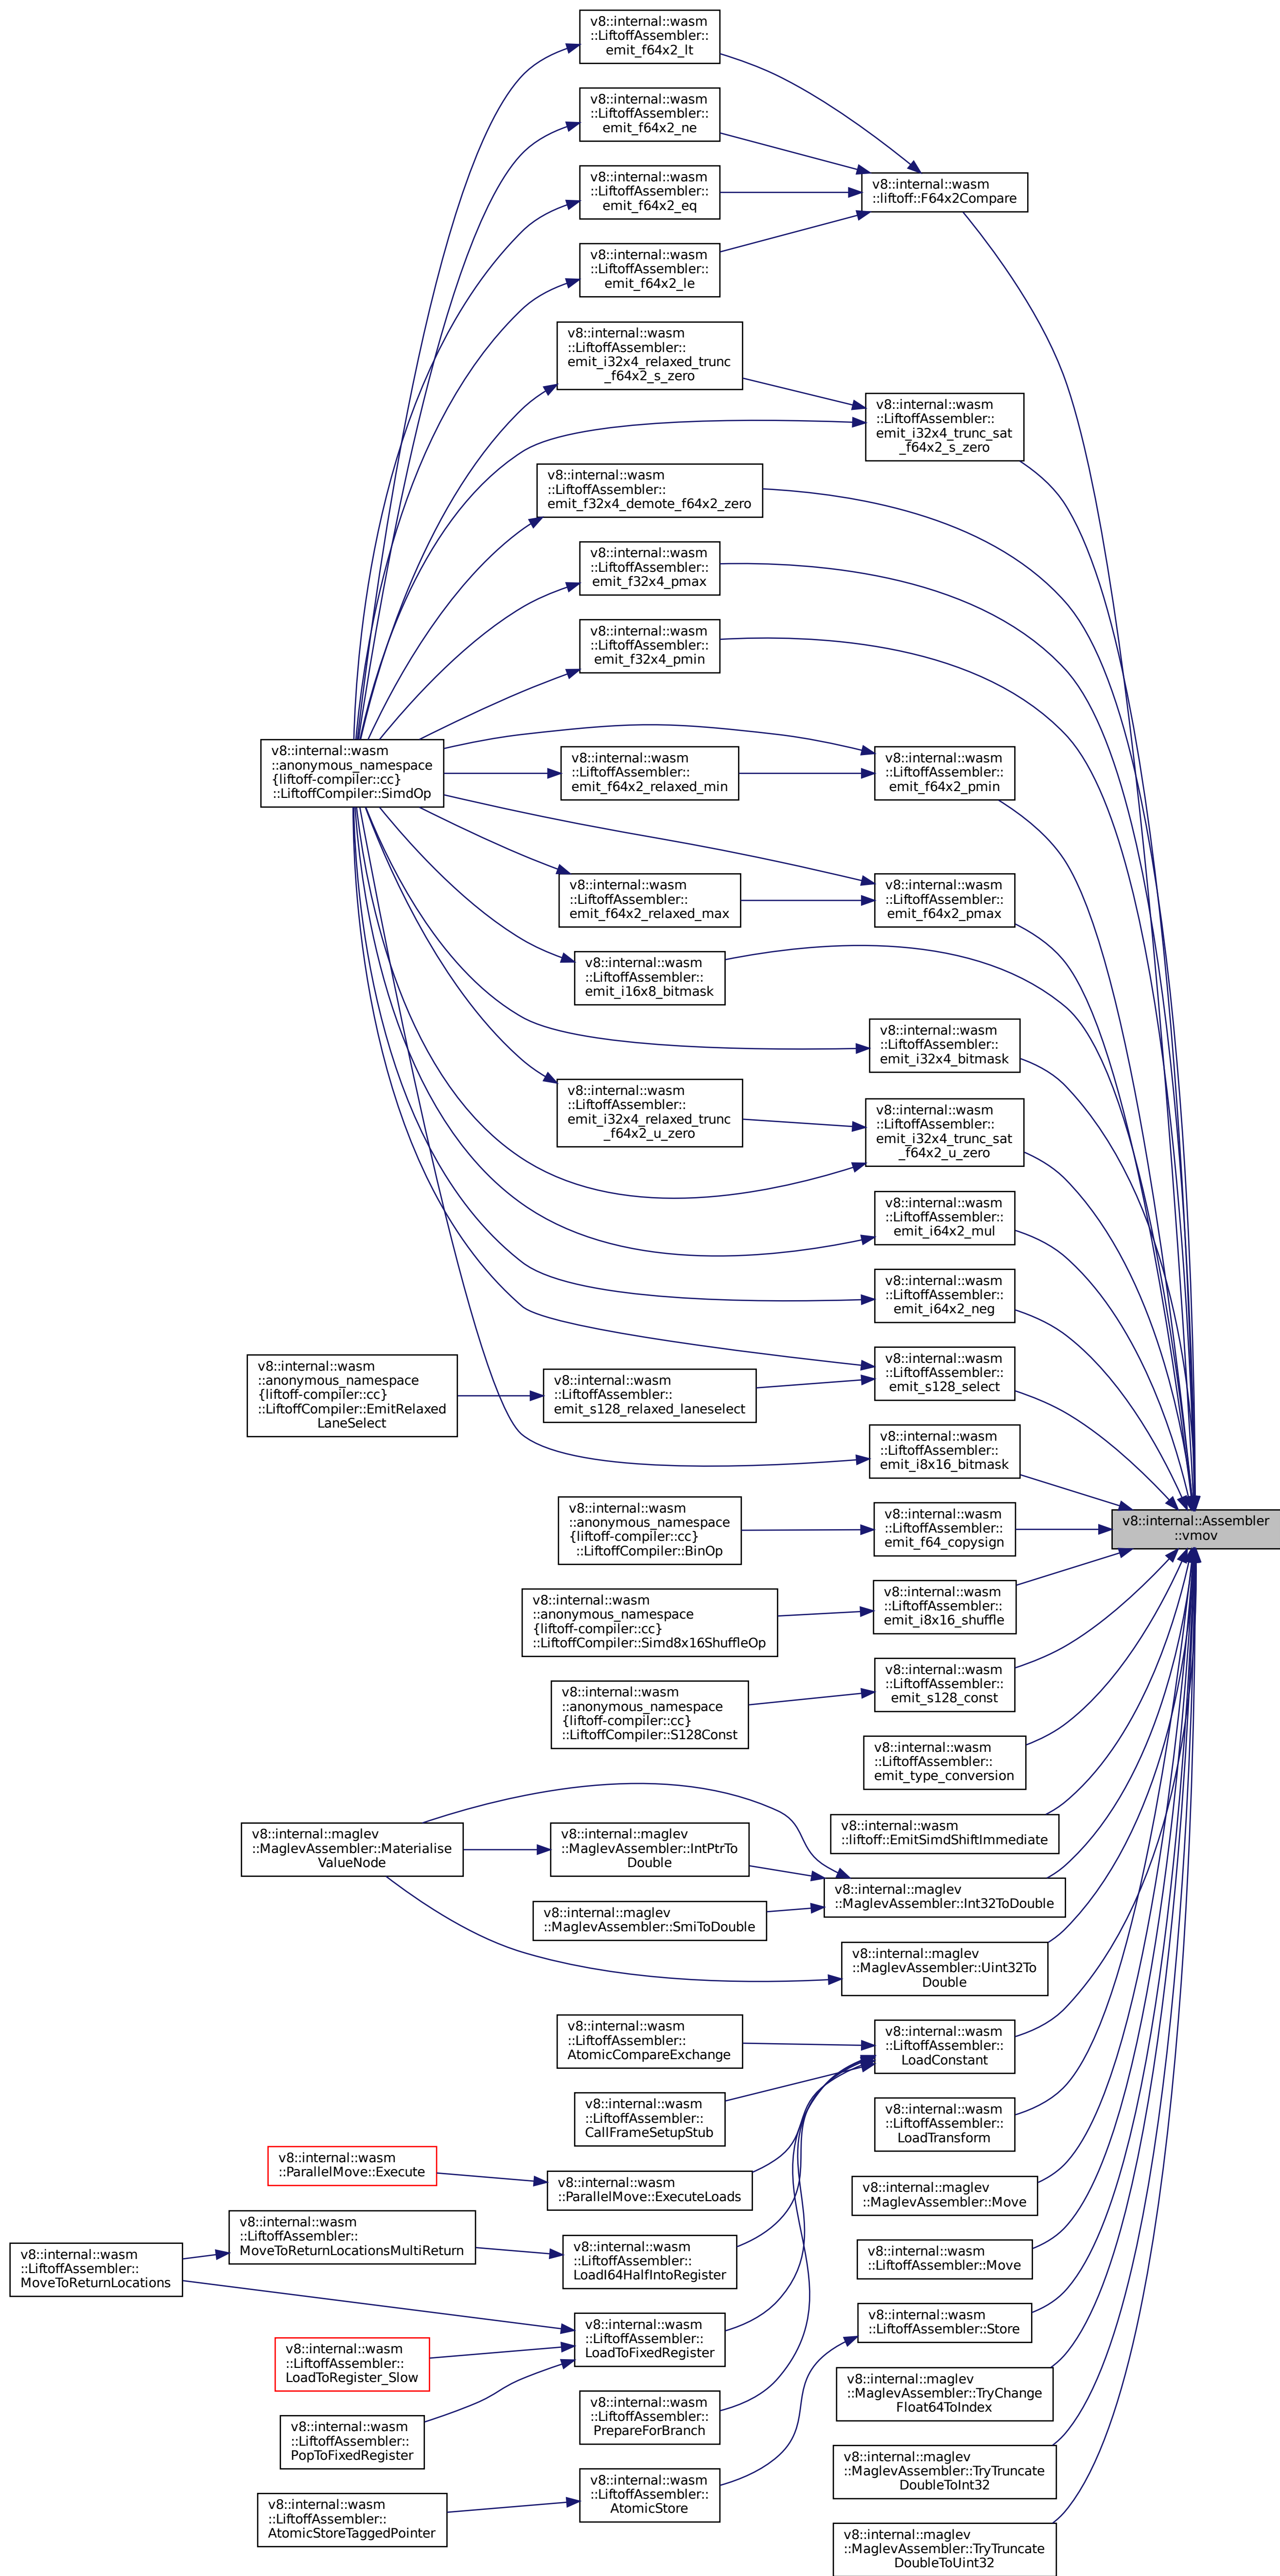 v8::internal::wasm
::LiftoffAssembler::
emit_f64x2_lt
v8::internal::wasm
::LiftoffAssembler::
emit_f64x2_ne
v8::internal::wasm
::LiftoffAssembler::
emit_f64x2_eq
v8::internal::wasm
::liftoff::F64x2Compare
v8::internal::wasm
::LiftoffAssembler::
emit_f64x2_le
v8::internal::wasm
::LiftoffAssembler::
emit_i32x4_relaxed_trunc
_f64x2_s_zero
v8::internal::wasm
::LiftoffAssembler::
emit_i32x4_trunc_sat
_f64x2_s_zero
v8::internal::wasm
::LiftoffAssembler::
emit_f32x4_demote_f64x2_zero
v8::internal::wasm
::LiftoffAssembler::
emit_f32x4_pmax
v8::internal::wasm
::LiftoffAssembler::
emit_f32x4_pmin
v8::internal::wasm
::anonymous_namespace
{liftoff-compiler::cc}
::LiftoffCompiler::SimdOp
v8::internal::wasm
::LiftoffAssembler::
emit_f64x2_relaxed_min
v8::internal::wasm
::LiftoffAssembler::
emit_f64x2_pmin
v8::internal::wasm
::LiftoffAssembler::
emit_f64x2_relaxed_max
v8::internal::wasm
::LiftoffAssembler::
emit_f64x2_pmax
v8::internal::wasm
::LiftoffAssembler::
emit_i16x8_bitmask
v8::internal::wasm
::LiftoffAssembler::
emit_i32x4_bitmask
v8::internal::wasm
::LiftoffAssembler::
emit_i32x4_relaxed_trunc
_f64x2_u_zero
v8::internal::wasm
::LiftoffAssembler::
emit_i32x4_trunc_sat
_f64x2_u_zero
v8::internal::wasm
::LiftoffAssembler::
emit_i64x2_mul
v8::internal::wasm
::LiftoffAssembler::
emit_i64x2_neg
v8::internal::wasm
::anonymous_namespace
{liftoff-compiler::cc}
::LiftoffCompiler::EmitRelaxed
LaneSelect
v8::internal::wasm
::LiftoffAssembler::
emit_s128_relaxed_laneselect
v8::internal::wasm
::LiftoffAssembler::
emit_s128_select
v8::internal::wasm
::LiftoffAssembler::
emit_i8x16_bitmask
v8::internal::Assembler
::vmov
v8::internal::wasm
::anonymous_namespace
{liftoff-compiler::cc}
::LiftoffCompiler::BinOp
v8::internal::wasm
::LiftoffAssembler::
emit_f64_copysign
v8::internal::wasm
::anonymous_namespace
{liftoff-compiler::cc}
::LiftoffCompiler::Simd8x16ShuffleOp
v8::internal::wasm
::LiftoffAssembler::
emit_i8x16_shuffle
v8::internal::wasm
::anonymous_namespace
{liftoff-compiler::cc}
::LiftoffCompiler::S128Const
v8::internal::wasm
::LiftoffAssembler::
emit_s128_const
v8::internal::wasm
::LiftoffAssembler::
emit_type_conversion
v8::internal::wasm
::liftoff::EmitSimdShiftImmediate
v8::internal::maglev
::MaglevAssembler::Materialise
ValueNode
v8::internal::maglev
::MaglevAssembler::IntPtrTo
Double
v8::internal::maglev
::MaglevAssembler::Int32ToDouble
v8::internal::maglev
::MaglevAssembler::SmiToDouble
v8::internal::maglev
::MaglevAssembler::Uint32To
Double
v8::internal::wasm
::LiftoffAssembler::
AtomicCompareExchange
v8::internal::wasm
::LiftoffAssembler::
LoadConstant
v8::internal::wasm
::LiftoffAssembler::
CallFrameSetupStub
v8::internal::wasm
::LiftoffAssembler::
LoadTransform
v8::internal::wasm
::ParallelMove::Execute
v8::internal::wasm
::ParallelMove::ExecuteLoads
v8::internal::maglev
::MaglevAssembler::Move
v8::internal::wasm
::LiftoffAssembler::
MoveToReturnLocationsMultiReturn
v8::internal::wasm
::LiftoffAssembler::
MoveToReturnLocations
v8::internal::wasm
::LiftoffAssembler::
LoadI64HalfIntoRegister
v8::internal::wasm
::LiftoffAssembler::Move
v8::internal::wasm
::LiftoffAssembler::
LoadToFixedRegister
v8::internal::wasm
::LiftoffAssembler::Store
v8::internal::wasm
::LiftoffAssembler::
LoadToRegister_Slow
v8::internal::maglev
::MaglevAssembler::TryChange
Float64ToIndex
v8::internal::wasm
::LiftoffAssembler::
PrepareForBranch
v8::internal::wasm
::LiftoffAssembler::
PopToFixedRegister
v8::internal::maglev
::MaglevAssembler::TryTruncate
DoubleToInt32
v8::internal::wasm
::LiftoffAssembler::
AtomicStore
v8::internal::wasm
::LiftoffAssembler::
AtomicStoreTaggedPointer
v8::internal::maglev
::MaglevAssembler::TryTruncate
DoubleToUint32